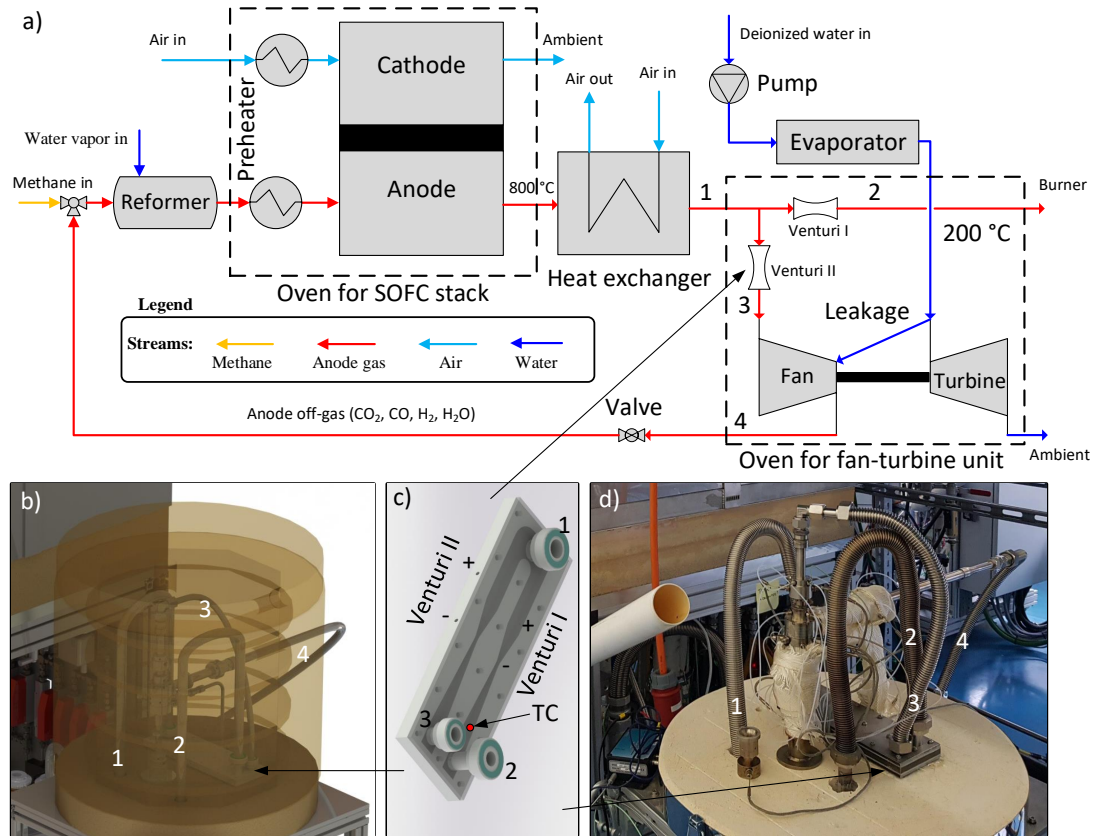 a)
Air in
Ambient
Deionized water in
Cathode
Air out
Air in
Pump
Preheater
Water vapor in
Evaporator
Methane in
Reformer
Anode
800 °C
1
2
Burner
Venturi I
200 °C
Heat exchanger
Venturi II
Oven for SOFC stack
3
Legend
Leakage
Streams:
Methane
Anode gas
Air
Water
Fan
Turbine
Anode off-gas (CO₂, CO, H₂, H₂O)
Valve
4
Oven for fan-turbine unit
Ambient
b)
3
4
1
2
c)
1
Venturi II
+
-
+
-
Venturi I
3
TC
2
d)
1
2
4
3